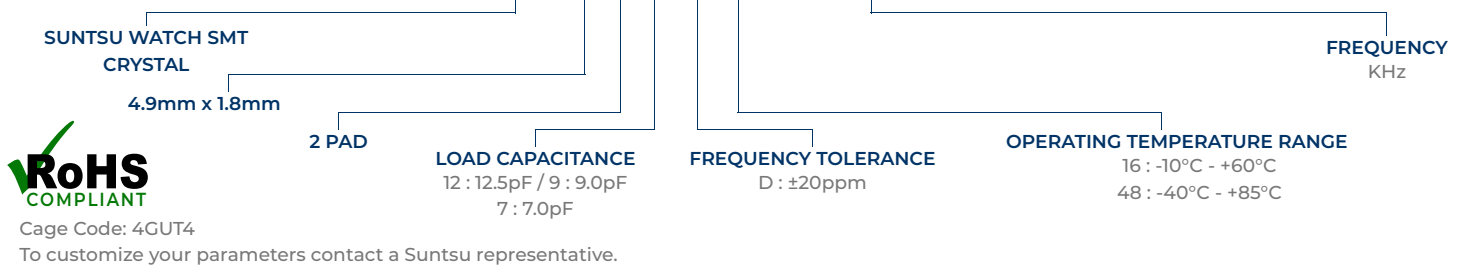 SUNTSU WATCH SMT
CRYSTAL
FREQUENCY
KHz
4.9mm x 1.8mm
2 PAD
LOAD CAPACITANCE
12 : 12.5pF / 9 : 9.0pF
7 : 7.0pF
FREQUENCY TOLERANCE
D : ±20ppm
OPERATING TEMPERATURE RANGE
16 : -10°C - +60°C
48 : -40°C - +85°C
RoHS
COMPLIANT
Cage Code: 4GUT4
To customize your parameters contact a Suntsu representative.